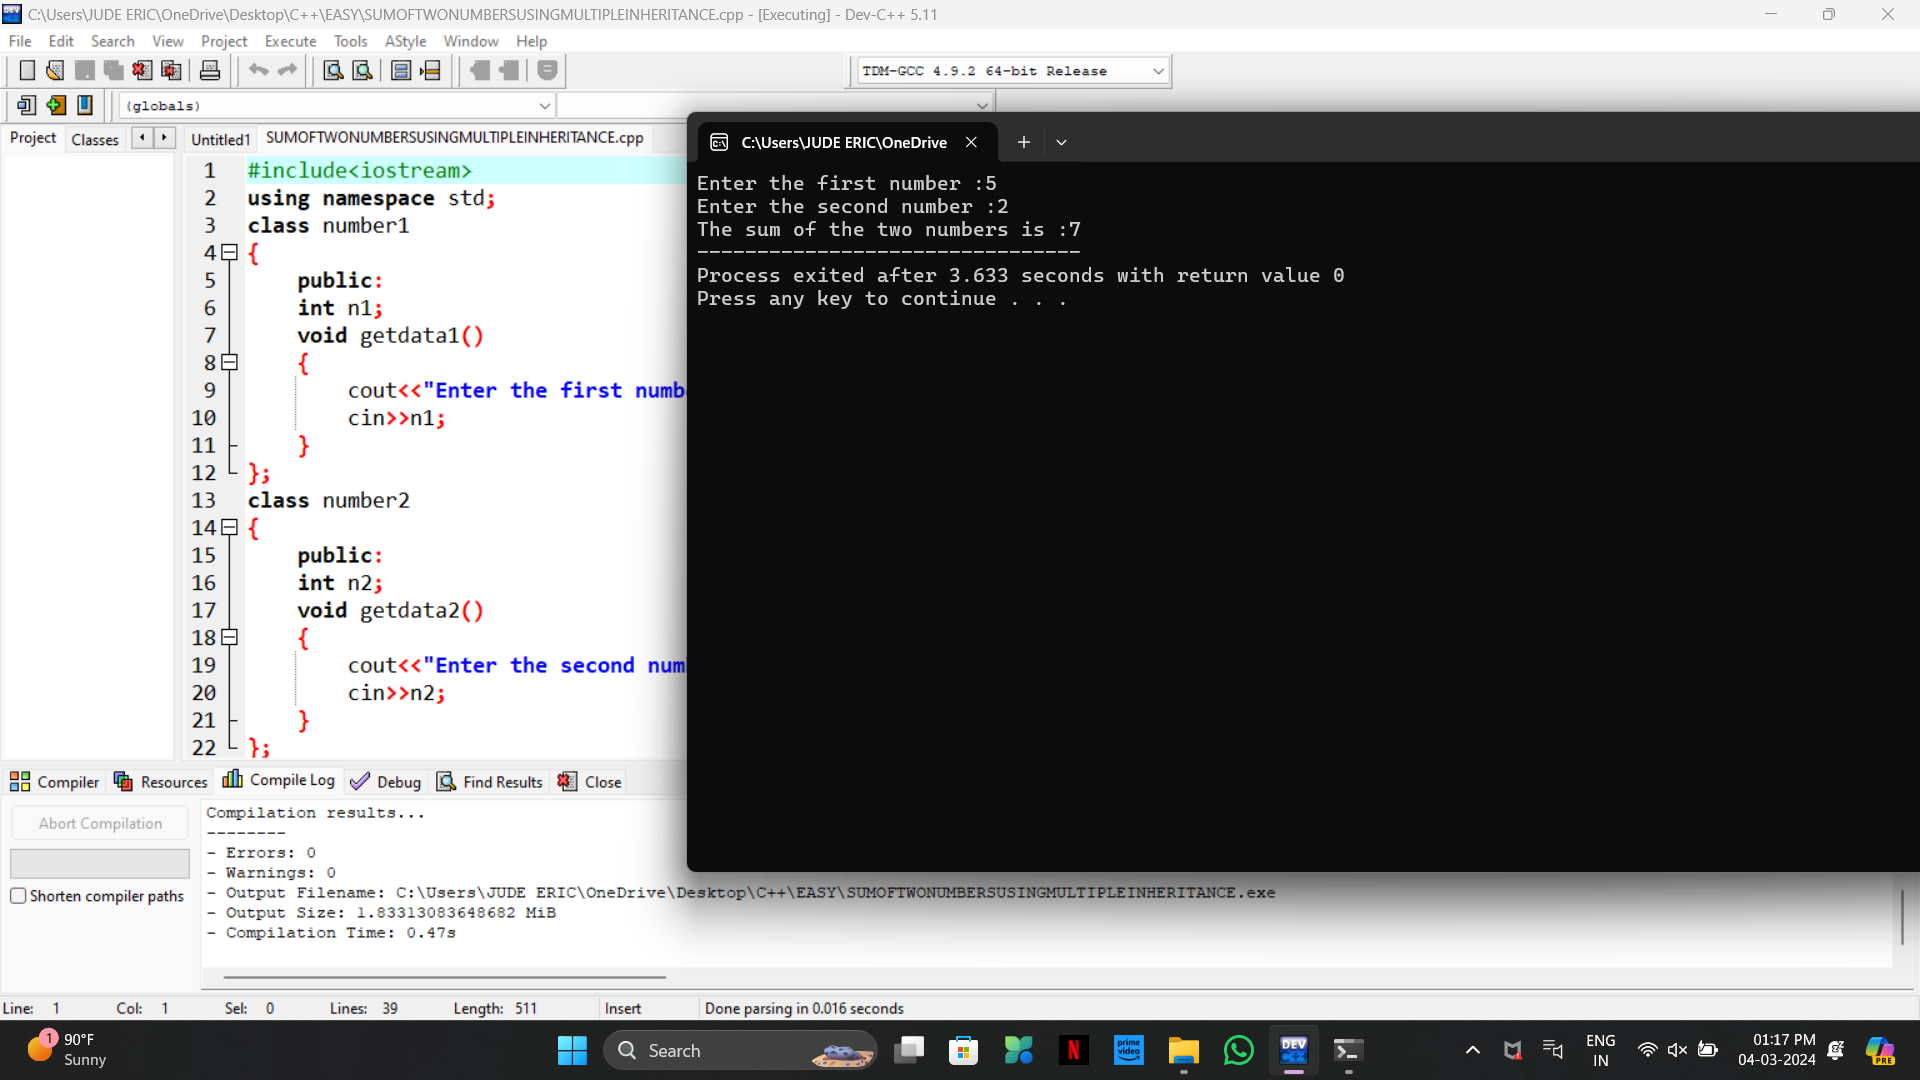 C:\Users\JUDE ERIC\OneDrive\Desktop\C++\EASY\SUMOFTWONUMBERSUSINGMULTIPLEINHERITANCE.cpp - [Executing] - Dev-C++ 5.11
File Edit Search View Project Execute Tools AStyle Window Help
TDM-GCC 4.9.2 64-bit Release
(globals)
Project Classes Untitled1 SUMOFTWONUMBERSUSINGMULTIPLEINHERITANCE.cpp
1 #include<iostream>
2 using namespace std;
3 class number1
4 {
5 public:
6 int n1;
7 void getdata1()
8 {
9 cout<<"Enter the first numb
10 cin>>n1;
11 }
12 };
13 class number2
14 {
15 public:
16 int n2;
17 void getdata2()
18 {
19 cout<<"Enter the second num
20 cin>>n2;
21 }
22 };
C:\Users\JUDE ERIC\OneDrive
Enter the first number :5
Enter the second number :2
The sum of the two numbers is :7
--------------------------------
Process exited after 3.633 seconds with return value 0
Press any key to continue . . .
Compiler Resources Compile Log Debug Find Results Close
Abort Compilation
Shorten compiler paths
Compilation results...
--------
- Errors: 0
- Warnings: 0
- Output Filename: C:\Users\JUDE ERIC\OneDrive\Desktop\C++\EASY\SUMOFTWONUMBERSUSINGMULTIPLEINHERITANCE.exe
- Output Size: 1.83313083648682 MiB
- Compilation Time: 0.47s
Line: 1 Col: 1 Sel: 0 Lines: 39 Length: 511 Insert Done parsing in 0.016 seconds
1
90°F
Sunny
Search
prime video
N
DEV C++
ENG
IN
01:17 PM
04-03-2024
PRE